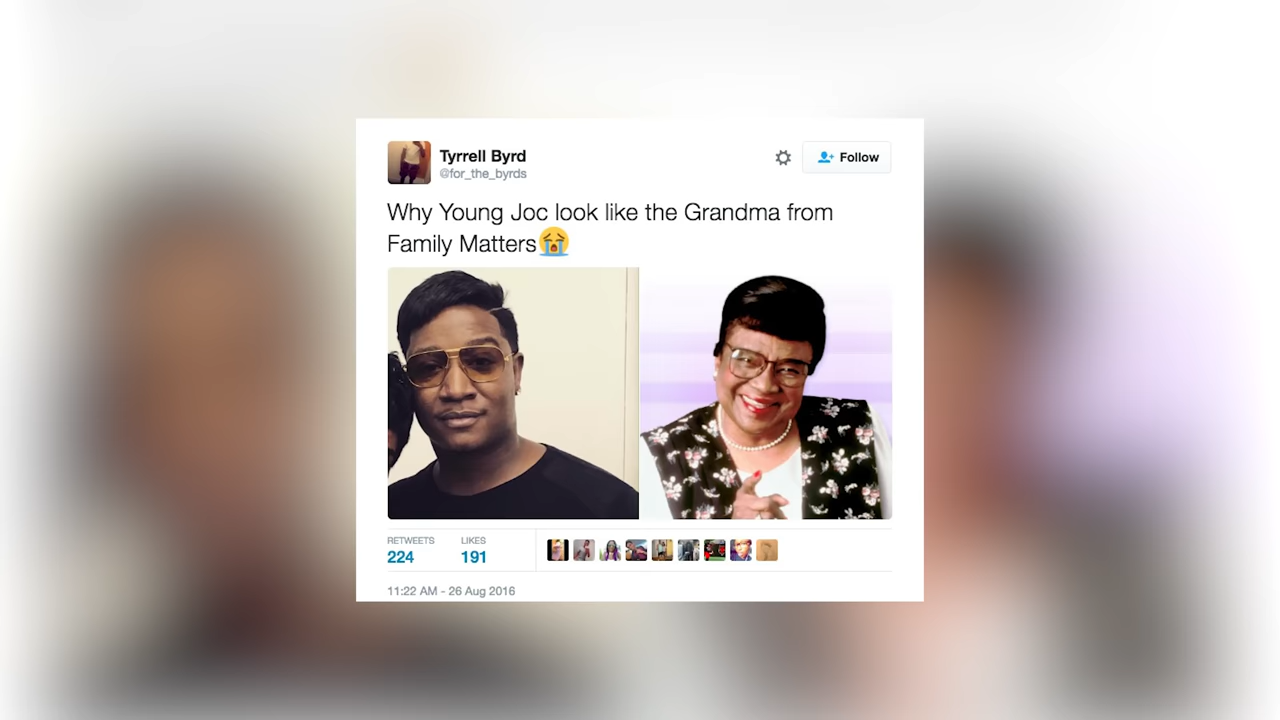 Tyrrell Byrd
@for_the_byrds
Follow
Why Young Joc look like the Grandma from
Family Matters😭
RETWEETS
224
LIKES
191
11:22 AM - 26 Aug 2016